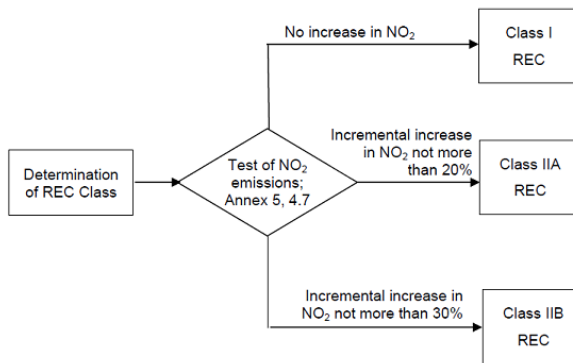 No increase in NO₂
Class I
REC
Determination
of REC Class
Test of NO₂
emissions;
Annex 5, 4.7
Incremental increase
in NO₂ not more
than 20%
Class IIA
REC
Incremental increase in
NO₂ not more than 30%
Class IIB
REC